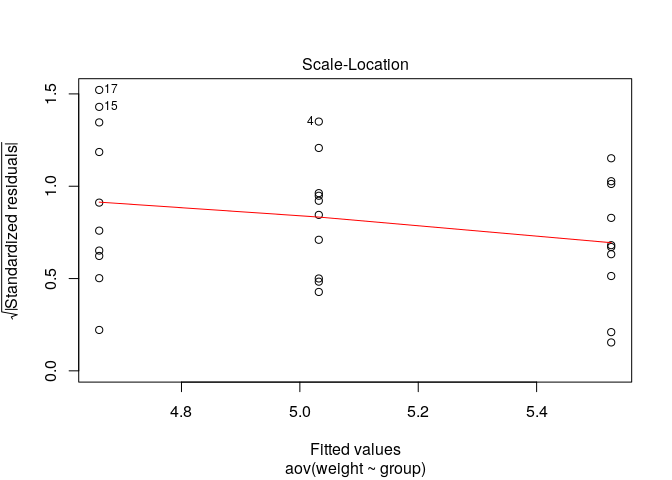 Scale-Location
√|Standardized residuals|
1.5
1.0
0.5
0.0
17
15
4
4.8 5.0 5.2 5.4
Fitted values
aov(weight ~ group)